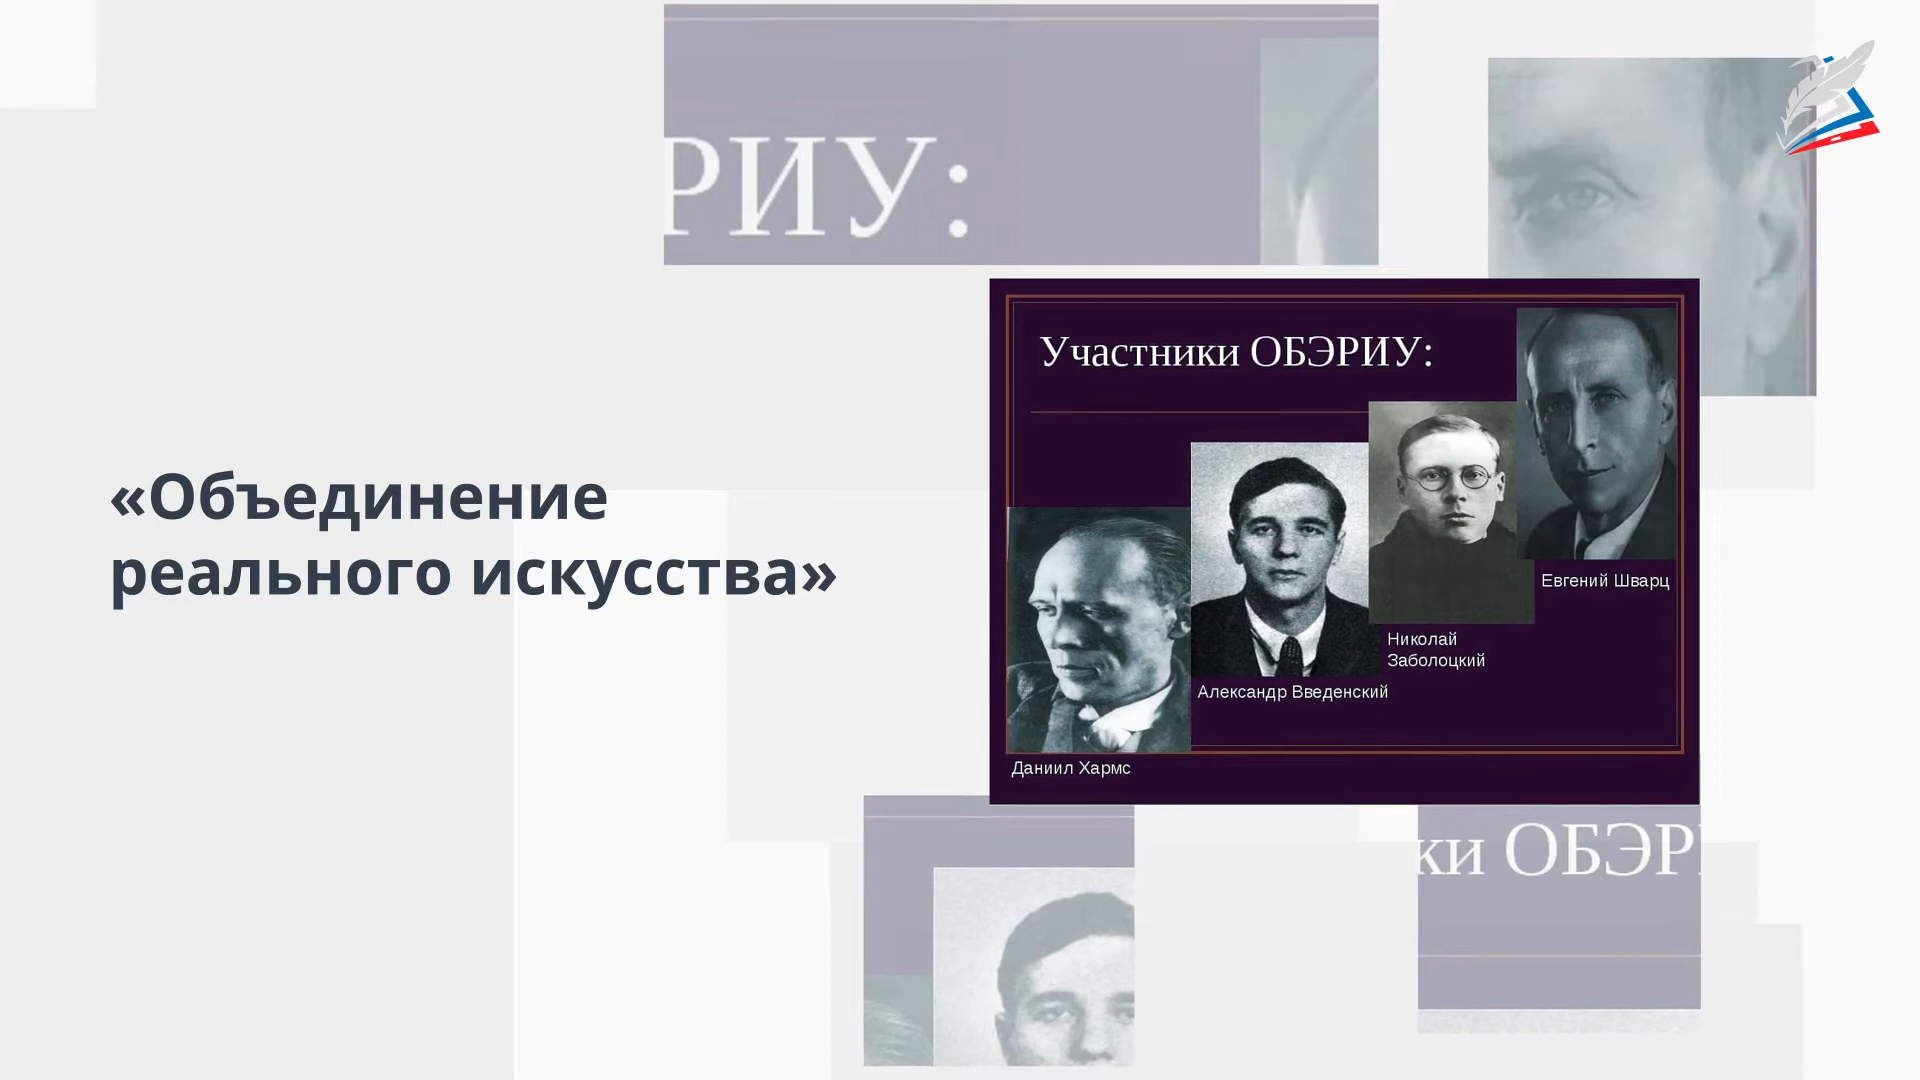 РИУ:
«Объединение
реального искусства»
Участники ОБЭРИУ:
Евгений Шварц
Николай
Заболоцкий
Александр Введенский
Даниил Хармс
ки ОБЭР